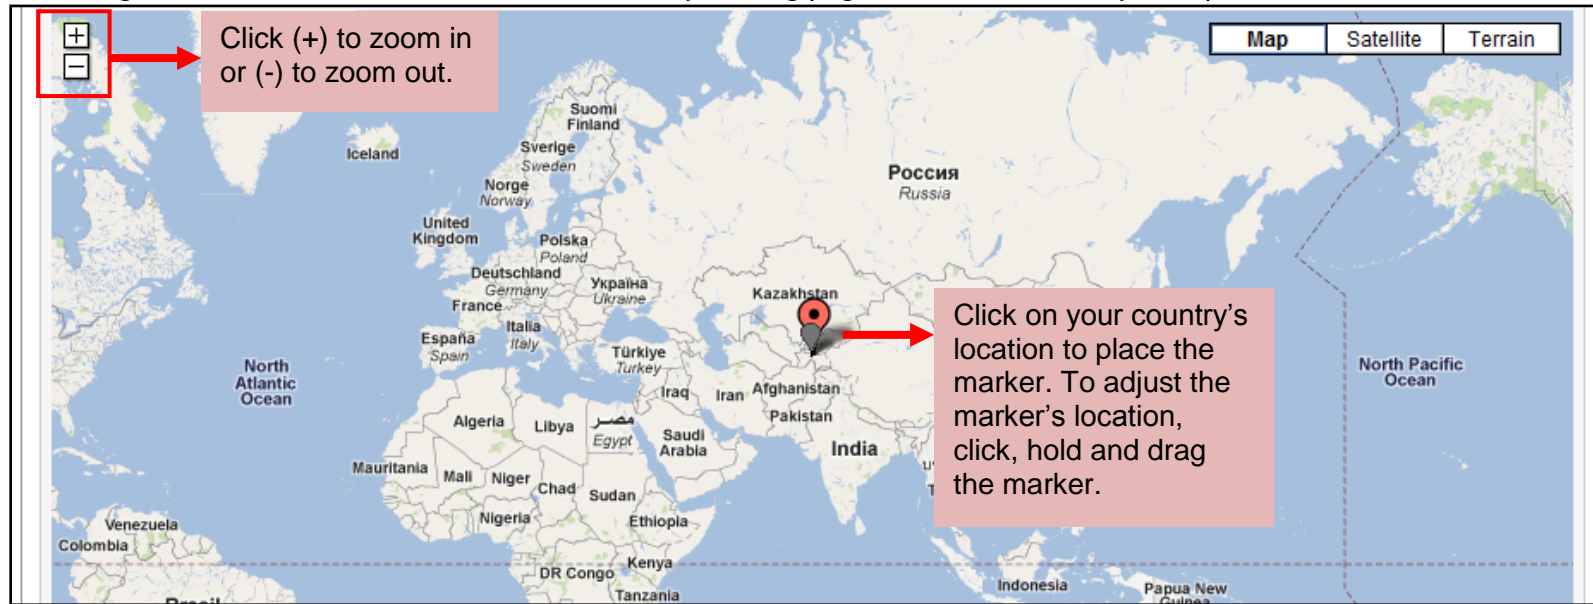 +
−
Click (+) to zoom in
or (-) to zoom out.
Map
Satellite
Terrain
Suomi
Finland
Iceland
Sverige
Sweden
Norge
Norway
Россия
Russia
United
Kingdom
Polska
Poland
Deutschland
Germany
Україна
Ukraine
France
Kazakhstan
Italia
Italy
España
Spain
Türkiye
Turkey
Click on your country’s
location to place the
marker. To adjust the
marker’s location,
click, hold and drag
the marker.
North
Atlantic
Ocean
North Pacific
Ocean
Iraq
Iran
Afghanistan
Pakistan
Algeria
Libya
مصر
Egypt
Saudi
Arabia
India
Mauritania
Mali
Niger
Chad
Sudan
Nigeria
Ethiopia
Venezuela
Colombia
DR Congo
Kenya
Tanzania
Indonesia
Papua New
Guinea